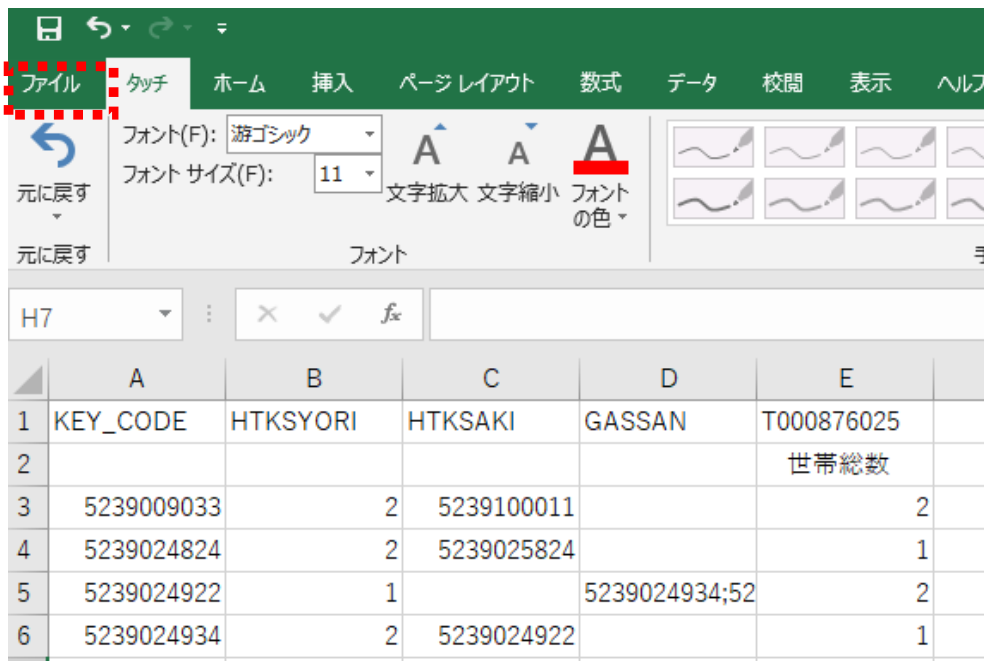 ファイル タッチ ホーム 挿入 ページ レイアウト 数式 データ 校閲 表示 ヘルプ
フォント(F): 游ゴシック
フォント サイズ(F): 11
元に戻す 文字拡大 文字縮小 フォント
の色
元に戻す フォント
H7 fx
A B C D E
1 KEY_CODE HTKSYORI HTKSAKI GASSAN T000876025
2 世帯総数
3 5239009033 2 5239100011 2
4 5239024824 2 5239025824 1
5 5239024922 1 5239024934;52 2
6 5239024934 2 5239024922 1